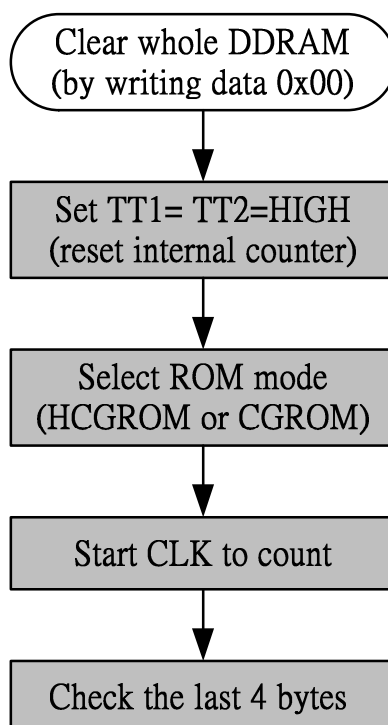 Clear whole DDRAM
(by writing data 0x00)
Set TT1= TT2=HIGH
(reset internal counter)
Select ROM mode
(HCGROM or CGROM)
Start CLK to count
Check the last 4 bytes